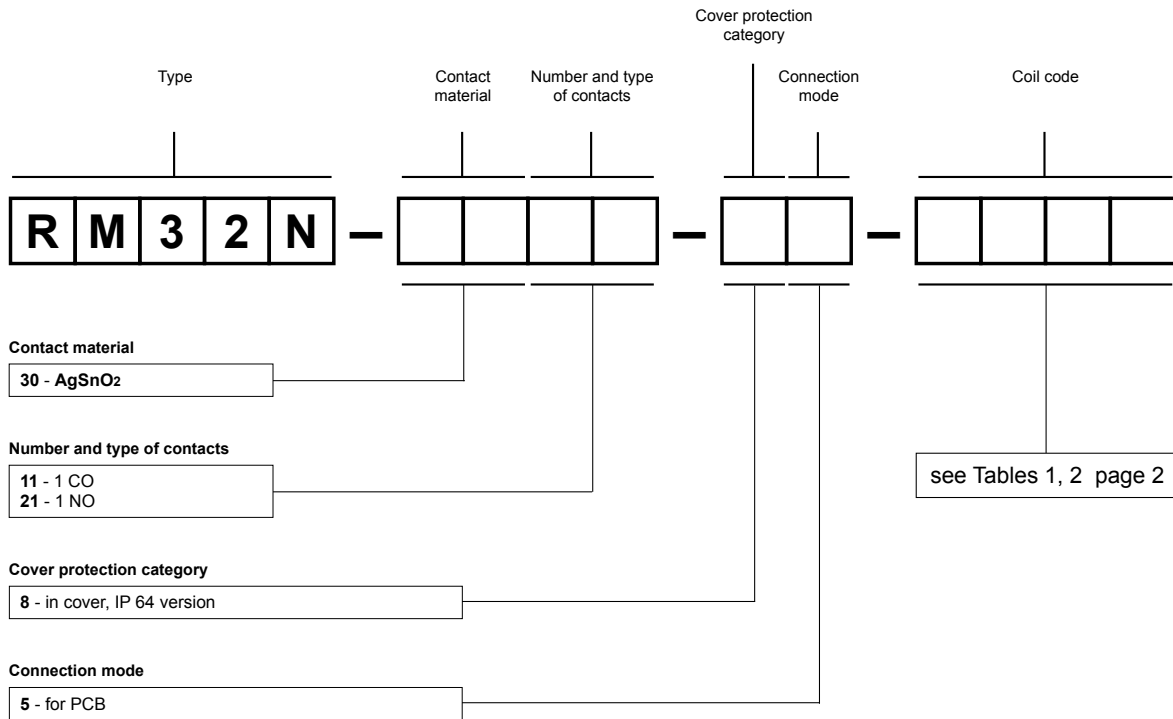 Cover protection
category
Type
Contact
material
Number and type
of contacts
Connection
mode
Coil code
RM32N – –  –
Contact material
30 - AgSnO2
Number and type of contacts
11 - 1 CO
21 - 1 NO
see Tables 1, 2 page 2
Cover protection category
8 - in cover, IP 64 version
Connection mode
5 - for PCB